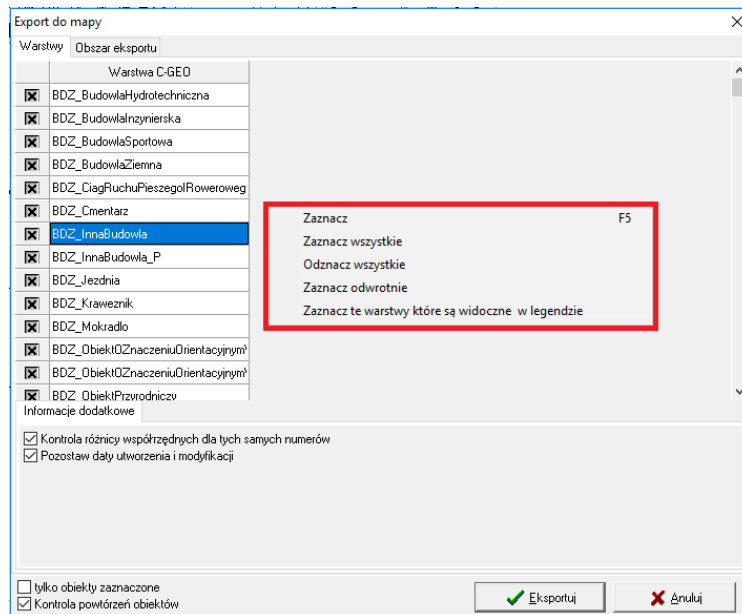 Export do mapy
Warstwy Obszar eksportu
Warstwa C-GEO
BDZ_BudowlaHydrotechniczna
BDZ_BudowlaInzynierska
BDZ_BudowlaSportowa
BDZ_BudowlaZiemna
BDZ_CiagRuchuPieszegoIRoweroweg
BDZ_Cmentarz
BDZ_InnaBudowla
BDZ_InnaBudowla_P
BDZ_Jezdnia
BDZ_Kraweznik
BDZ_Mokradlo
BDZ_ObiektOZnaczeniuOrientacyjnym
BDZ_ObiektOZnaczeniuOrientacyjnym
BDZ_ObiektPrzyrodniczy
Zaznacz F5
Zaznacz wszystkie
Odznacz wszystkie
Zaznacz odwrotnie
Zaznacz te warstwy które są widoczne w legendzie
Informacje dodatkowe
Kontrola różnicy współrzędnych dla tych samych numerów
Pozostaw daty utworzenia i modyfikacji
tylko obiekty zaznaczone
Kontrola powtórzeń obiektów
Eksportuj
Anuluj